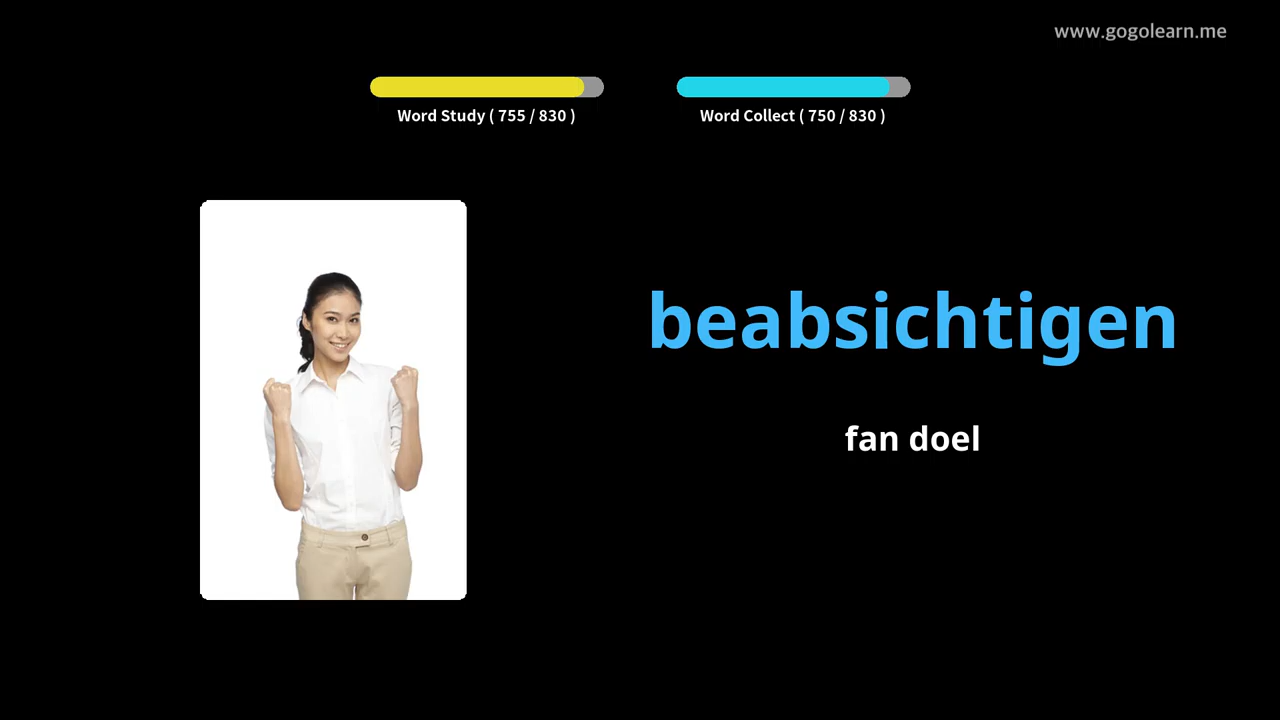 www.gogolearn.me
Word Study ( 755 / 830 )
Word Collect ( 750 / 830 )
beabsichtigen
fan doel